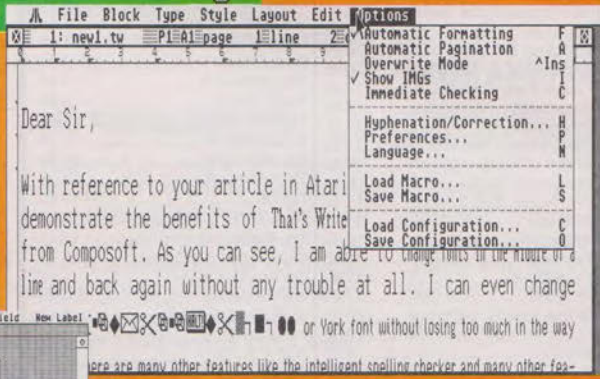 File Block Type Style Layout Edit Options
1: new1.tw P1 A1 page 1 line
Automatic Formatting F
Automatic Pagination A
Overwrite Mode ^Ins
✓ Show IMGs I
Immediate Checking C
Hyphenation/Correction... H
Preferences... P
Language... N
Load Macro... L
Save Macro... S
Load Configuration... C
Save Configuration... O
Dear Sir,
With reference to your article in Atari
demonstrate the benefits of That's Write
from Composoft. As you can see, I am able to change fonts in the middle of a
line and back again without any trouble at all. I can even change
or York font without losing too much in the way
here are many other features like the intelligent spelling checker and many other fea-
New Label